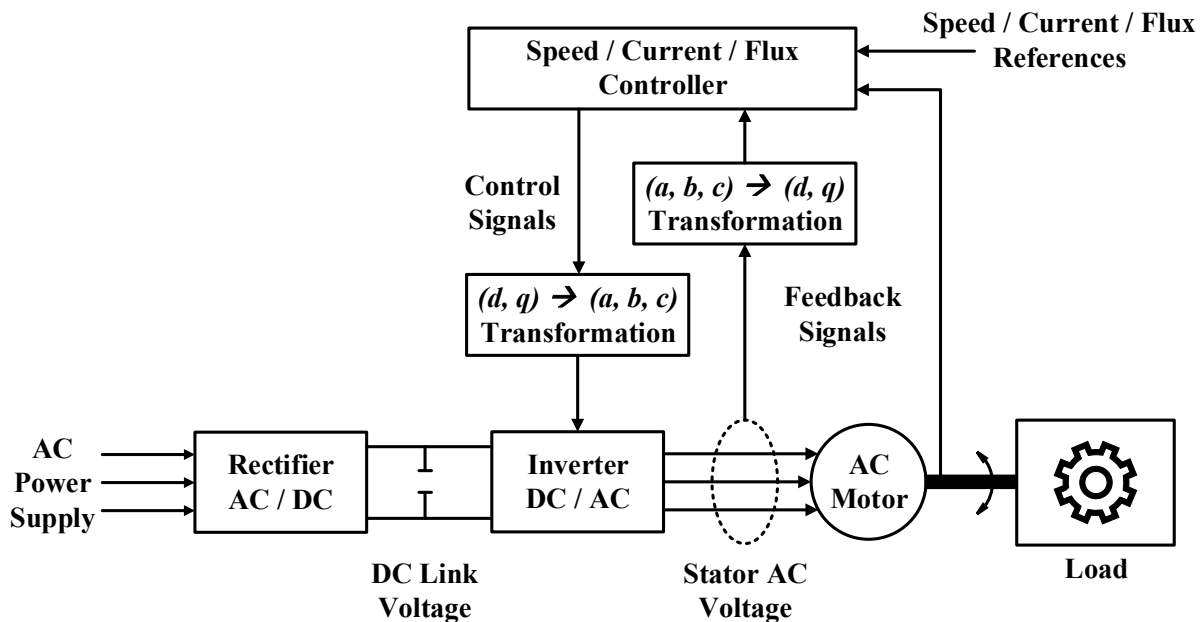 Speed / Current / Flux
Controller
Speed / Current / Flux
References
Control
Signals
(a, b, c) → (d, q)
Transformation
(d, q) → (a, b, c)
Transformation
Feedback
Signals
AC
Power
Supply
Rectifier
AC / DC
Inverter
DC / AC
AC
Motor
DC Link
Voltage
Stator AC
Voltage
Load